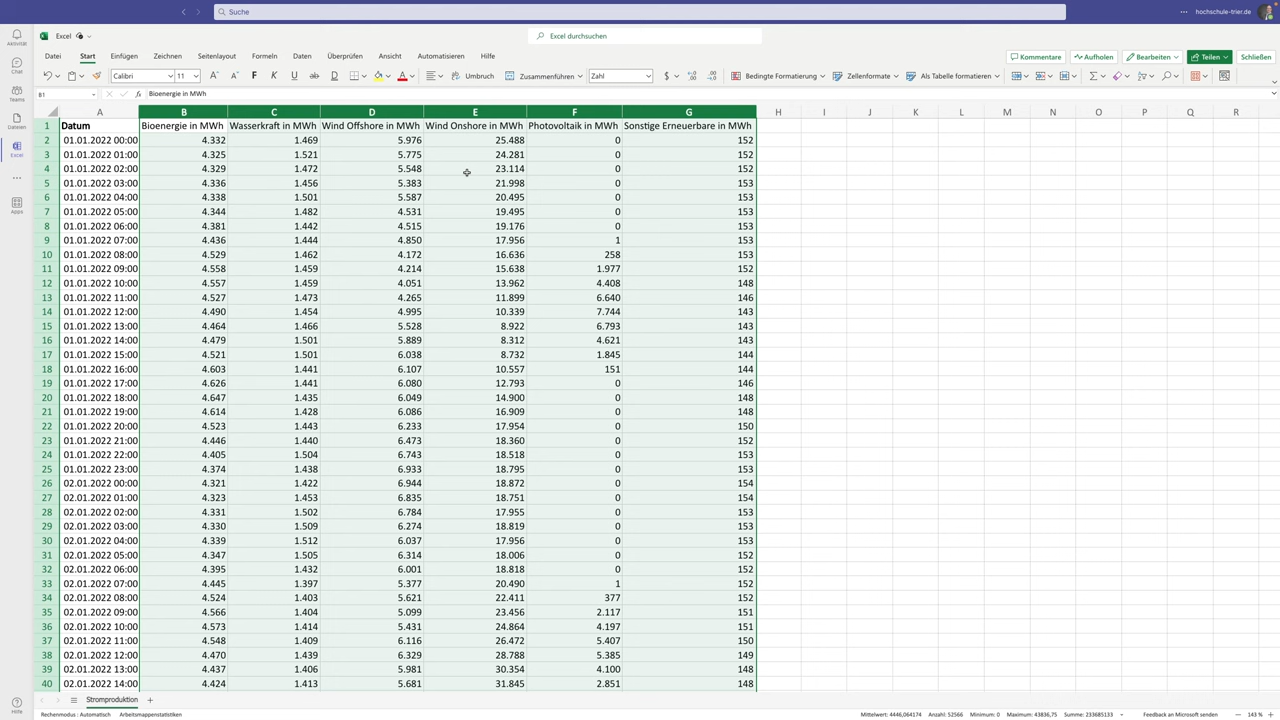 Suche
hochschule-trier.de
Aktivität
Chat
Teams
Dateien
Excel
Apps
Hilfe
Excel
Excel durchsuchen
Datei Start Einfügen Zeichnen Seitenlayout Formeln Daten Überprüfen Ansicht Automatisieren Hilfe
Kommentare Aufholen Bearbeiten Teilen Schließen
Calibri 11 F K U ab D A Umbruch Zusammenführen Zahl $ Bedingte Formatierung Zellenformate Als Tabelle formatieren
B1 fx Bioenergie in MWh
A B C D E F G H I J K L M N O P Q R
1 Datum Bioenergie in MWh Wasserkraft in MWh Wind Offshore in MWh Wind Onshore in MWh Photovoltaik in MWh Sonstige Erneuerbare in MWh
2 01.01.2022 00:00 4.332 1.469 5.976 25.488 0 152
3 01.01.2022 01:00 4.325 1.521 5.775 24.281 0 152
4 01.01.2022 02:00 4.329 1.472 5.548 23.114 0 152
5 01.01.2022 03:00 4.336 1.456 5.383 21.998 0 153
6 01.01.2022 04:00 4.338 1.501 5.587 20.495 0 153
7 01.01.2022 05:00 4.344 1.482 4.531 19.495 0 153
8 01.01.2022 06:00 4.381 1.442 4.515 19.176 0 153
9 01.01.2022 07:00 4.436 1.444 4.850 17.956 1 153
10 01.01.2022 08:00 4.529 1.462 4.172 16.636 258 153
11 01.01.2022 09:00 4.558 1.459 4.214 15.638 1.977 152
12 01.01.2022 10:00 4.557 1.459 4.051 13.962 4.408 148
13 01.01.2022 11:00 4.527 1.473 4.265 11.899 6.640 146
14 01.01.2022 12:00 4.490 1.454 4.995 10.339 7.744 143
15 01.01.2022 13:00 4.464 1.466 5.528 8.922 6.793 143
16 01.01.2022 14:00 4.479 1.501 5.889 8.312 4.621 143
17 01.01.2022 15:00 4.521 1.501 6.038 8.732 1.845 144
18 01.01.2022 16:00 4.603 1.441 6.107 10.557 151 144
19 01.01.2022 17:00 4.626 1.441 6.080 12.793 0 146
20 01.01.2022 18:00 4.647 1.435 6.049 14.900 0 148
21 01.01.2022 19:00 4.614 1.428 6.086 16.909 0 148
22 01.01.2022 20:00 4.523 1.443 6.233 17.954 0 150
23 01.01.2022 21:00 4.446 1.440 6.473 18.360 0 152
24 01.01.2022 22:00 4.405 1.504 6.743 18.518 0 153
25 01.01.2022 23:00 4.374 1.438 6.933 18.795 0 153
26 02.01.2022 00:00 4.321 1.422 6.944 18.872 0 154
27 02.01.2022 01:00 4.323 1.453 6.835 18.751 0 154
28 02.01.2022 02:00 4.331 1.502 6.784 17.955 0 153
29 02.01.2022 03:00 4.330 1.509 6.274 18.819 0 153
30 02.01.2022 04:00 4.339 1.512 6.037 17.956 0 153
31 02.01.2022 05:00 4.347 1.505 6.314 18.006 0 152
32 02.01.2022 06:00 4.395 1.432 6.001 18.818 0 152
33 02.01.2022 07:00 4.445 1.397 5.377 20.490 1 152
34 02.01.2022 08:00 4.524 1.403 5.621 22.411 377 152
35 02.01.2022 09:00 4.566 1.404 5.099 23.456 2.117 151
36 02.01.2022 10:00 4.573 1.414 5.431 24.864 4.197 151
37 02.01.2022 11:00 4.548 1.409 6.116 26.472 5.407 150
38 02.01.2022 12:00 4.470 1.439 6.329 28.788 5.385 149
39 02.01.2022 13:00 4.437 1.406 5.981 30.354 4.100 148
40 02.01.2022 14:00 4.424 1.413 5.681 31.845 2.851 148
Stromproduktion
Rechenmodus : Automatisch Arbeitsmappenstatistiken Mittelwert: 4446,064174 Anzahl: 52566 Minimum: 0 Maximum: 43836,75 Summe: 233685133 Feedback an Microsoft senden 143 %